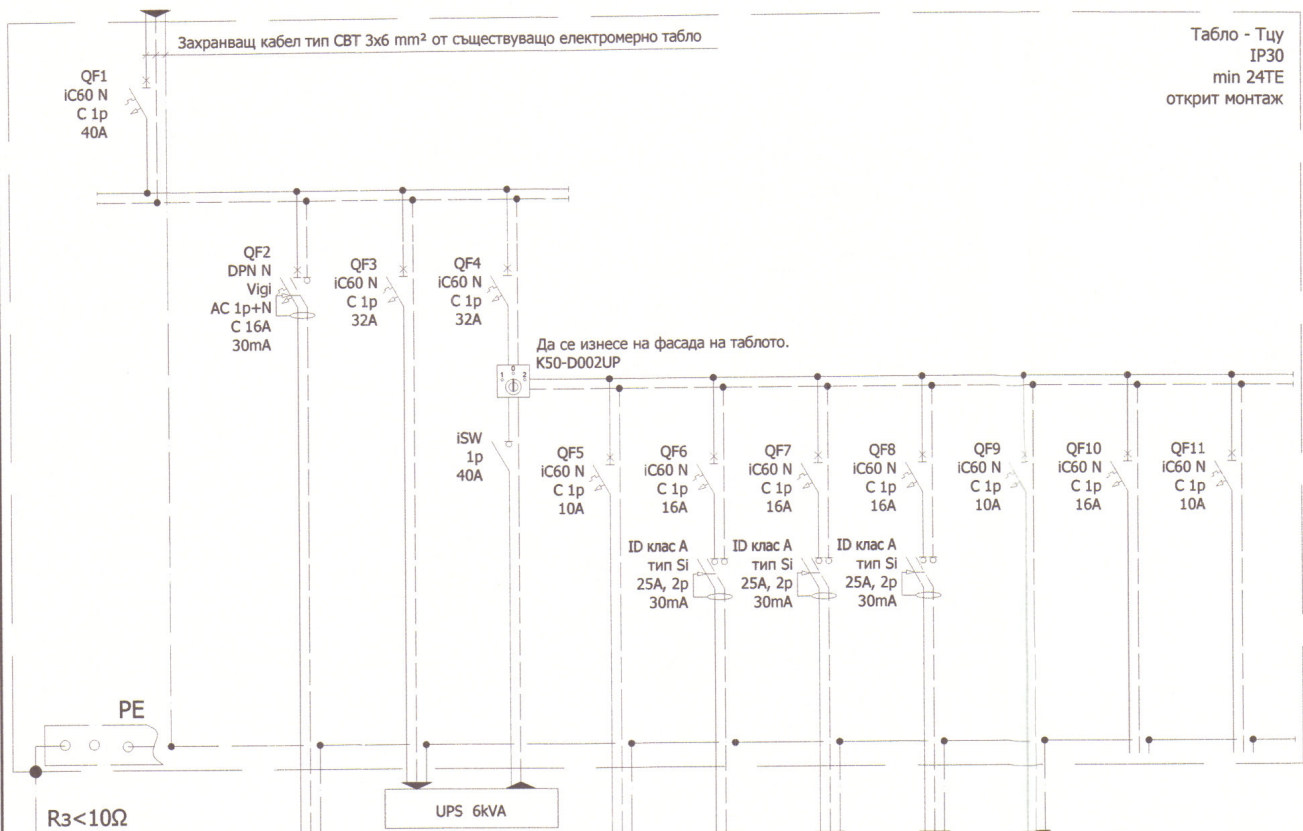 Захранващ кабел тип СВТ 3x6 mm² от съществуващо електромерно табло
Табло - Тцу
IP30
min 24TE
открит монтаж
QF1
iC60 N
C 1p
40A
QF2
DPN N
Vigi
AC 1p+N
C 16A
30mA
QF3
iC60 N
C 1p
32A
QF4
iC60 N
C 1p
32A
Да се изнесе на фасада на таблото.
K50-D002UP
1 0 2
iSW
1p
40A
QF5
iC60 N
C 1p
10A
QF6
iC60 N
C 1p
16A
QF7
iC60 N
C 1p
16A
QF8
iC60 N
C 1p
16A
QF9
iC60 N
C 1p
10A
QF10
iC60 N
C 1p
16A
QF11
iC60 N
C 1p
10A
ID клас A
тип Si
25A, 2p
30mA
ID клас A
тип Si
25A, 2p
30mA
ID клас A
тип Si
25A, 2p
30mA
PE
UPS 6kVA
Rз<10Ω